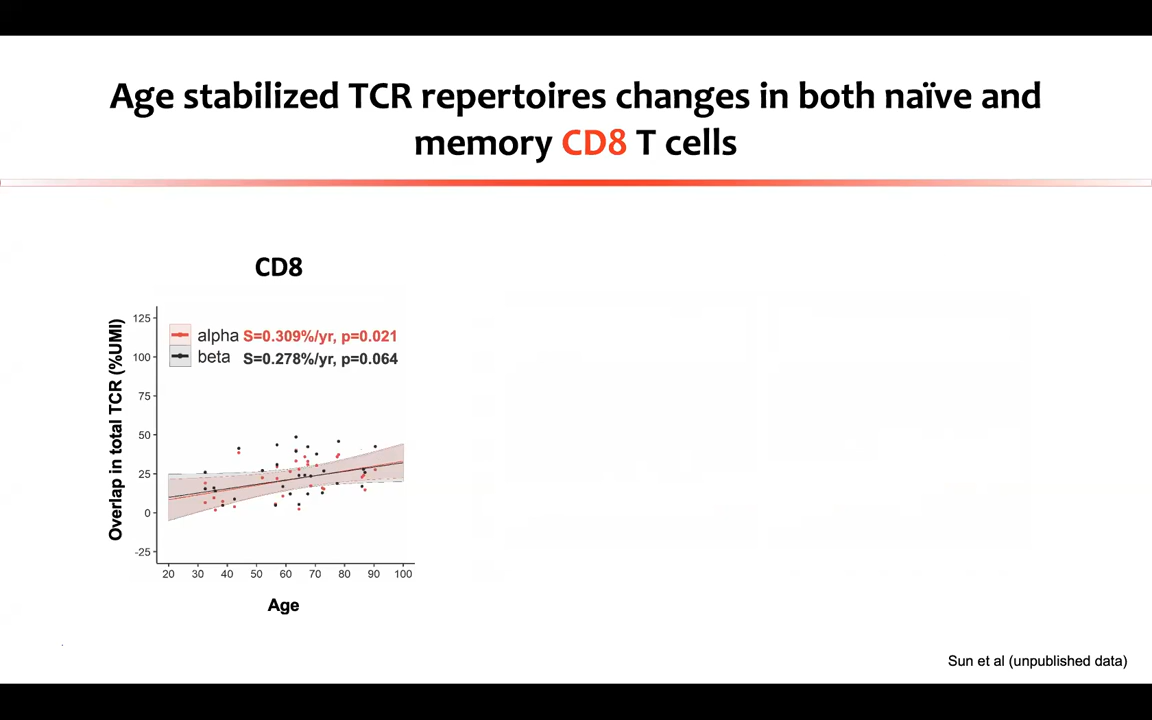 Age stabilized TCR repertoires changes in both naïve and
memory CD8 T cells
CD8
Overlap in total TCR (%UMI)
125
100
75
50
25
0
-25
alpha S=0.309%/yr, p=0.021
beta S=0.278%/yr, p=0.064
20 30 40 50 60 70 80 90 100
Age
Sun et al (unpublished data)